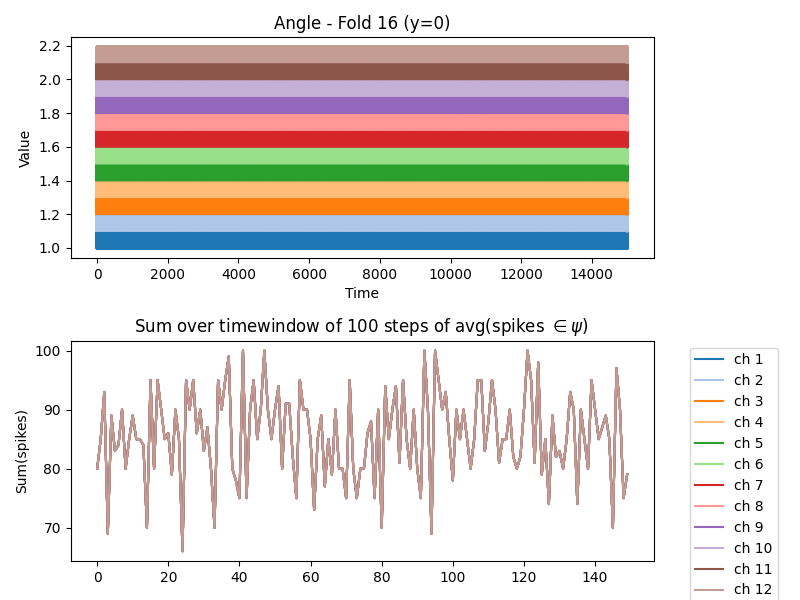 Angle - Fold 16 (y=0)
2.2
2.0
1.8
1.6
1.4
1.2
1.0
Value
0 2000 4000 6000 8000 10000 12000 14000
Time
Sum over timewindow of 100 steps of avg(spikes ∈ ψ)
100
90
80
70
Sum(spikes)
0 20 40 60 80 100 120 140
ch 1
ch 2
ch 3
ch 4
ch 5
ch 6
ch 7
ch 8
ch 9
ch 10
ch 11
ch 12